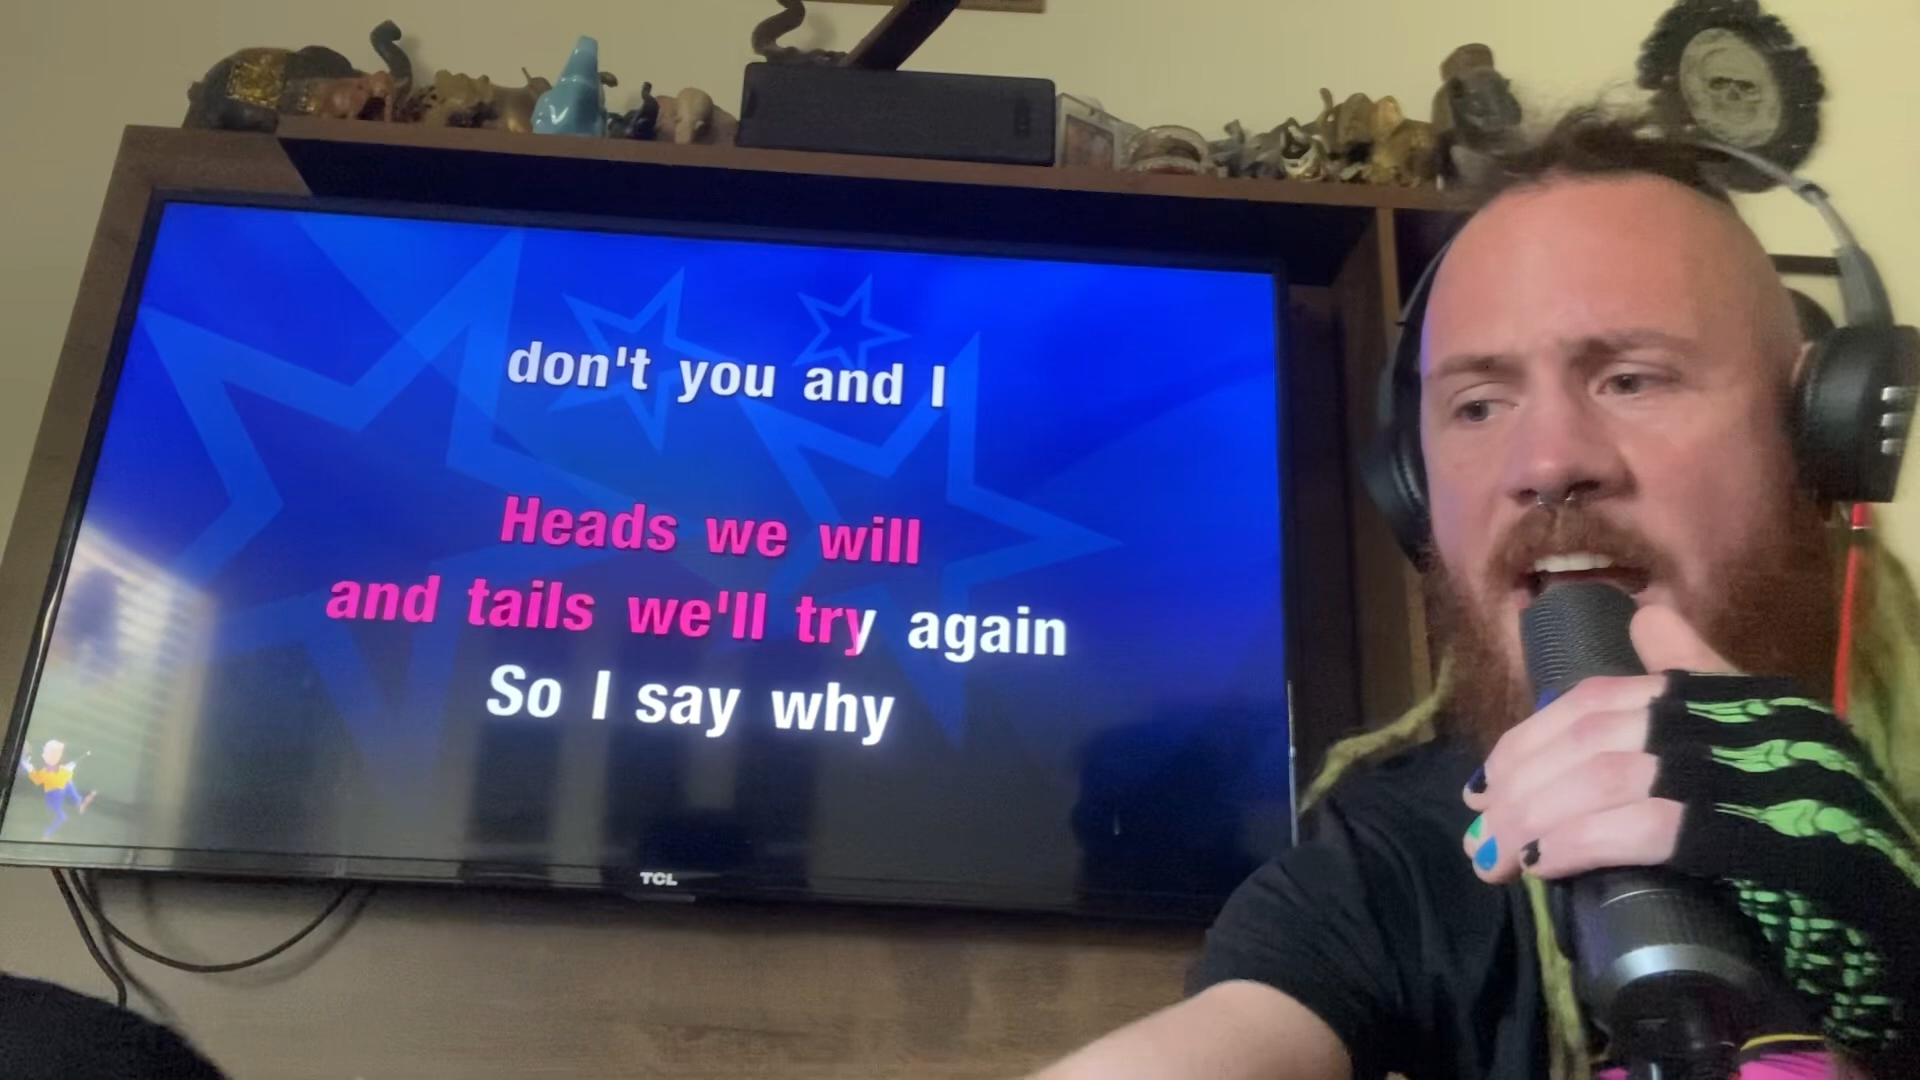 don't you and I
Heads we will
and tails we'll try again
So I say why
TCL